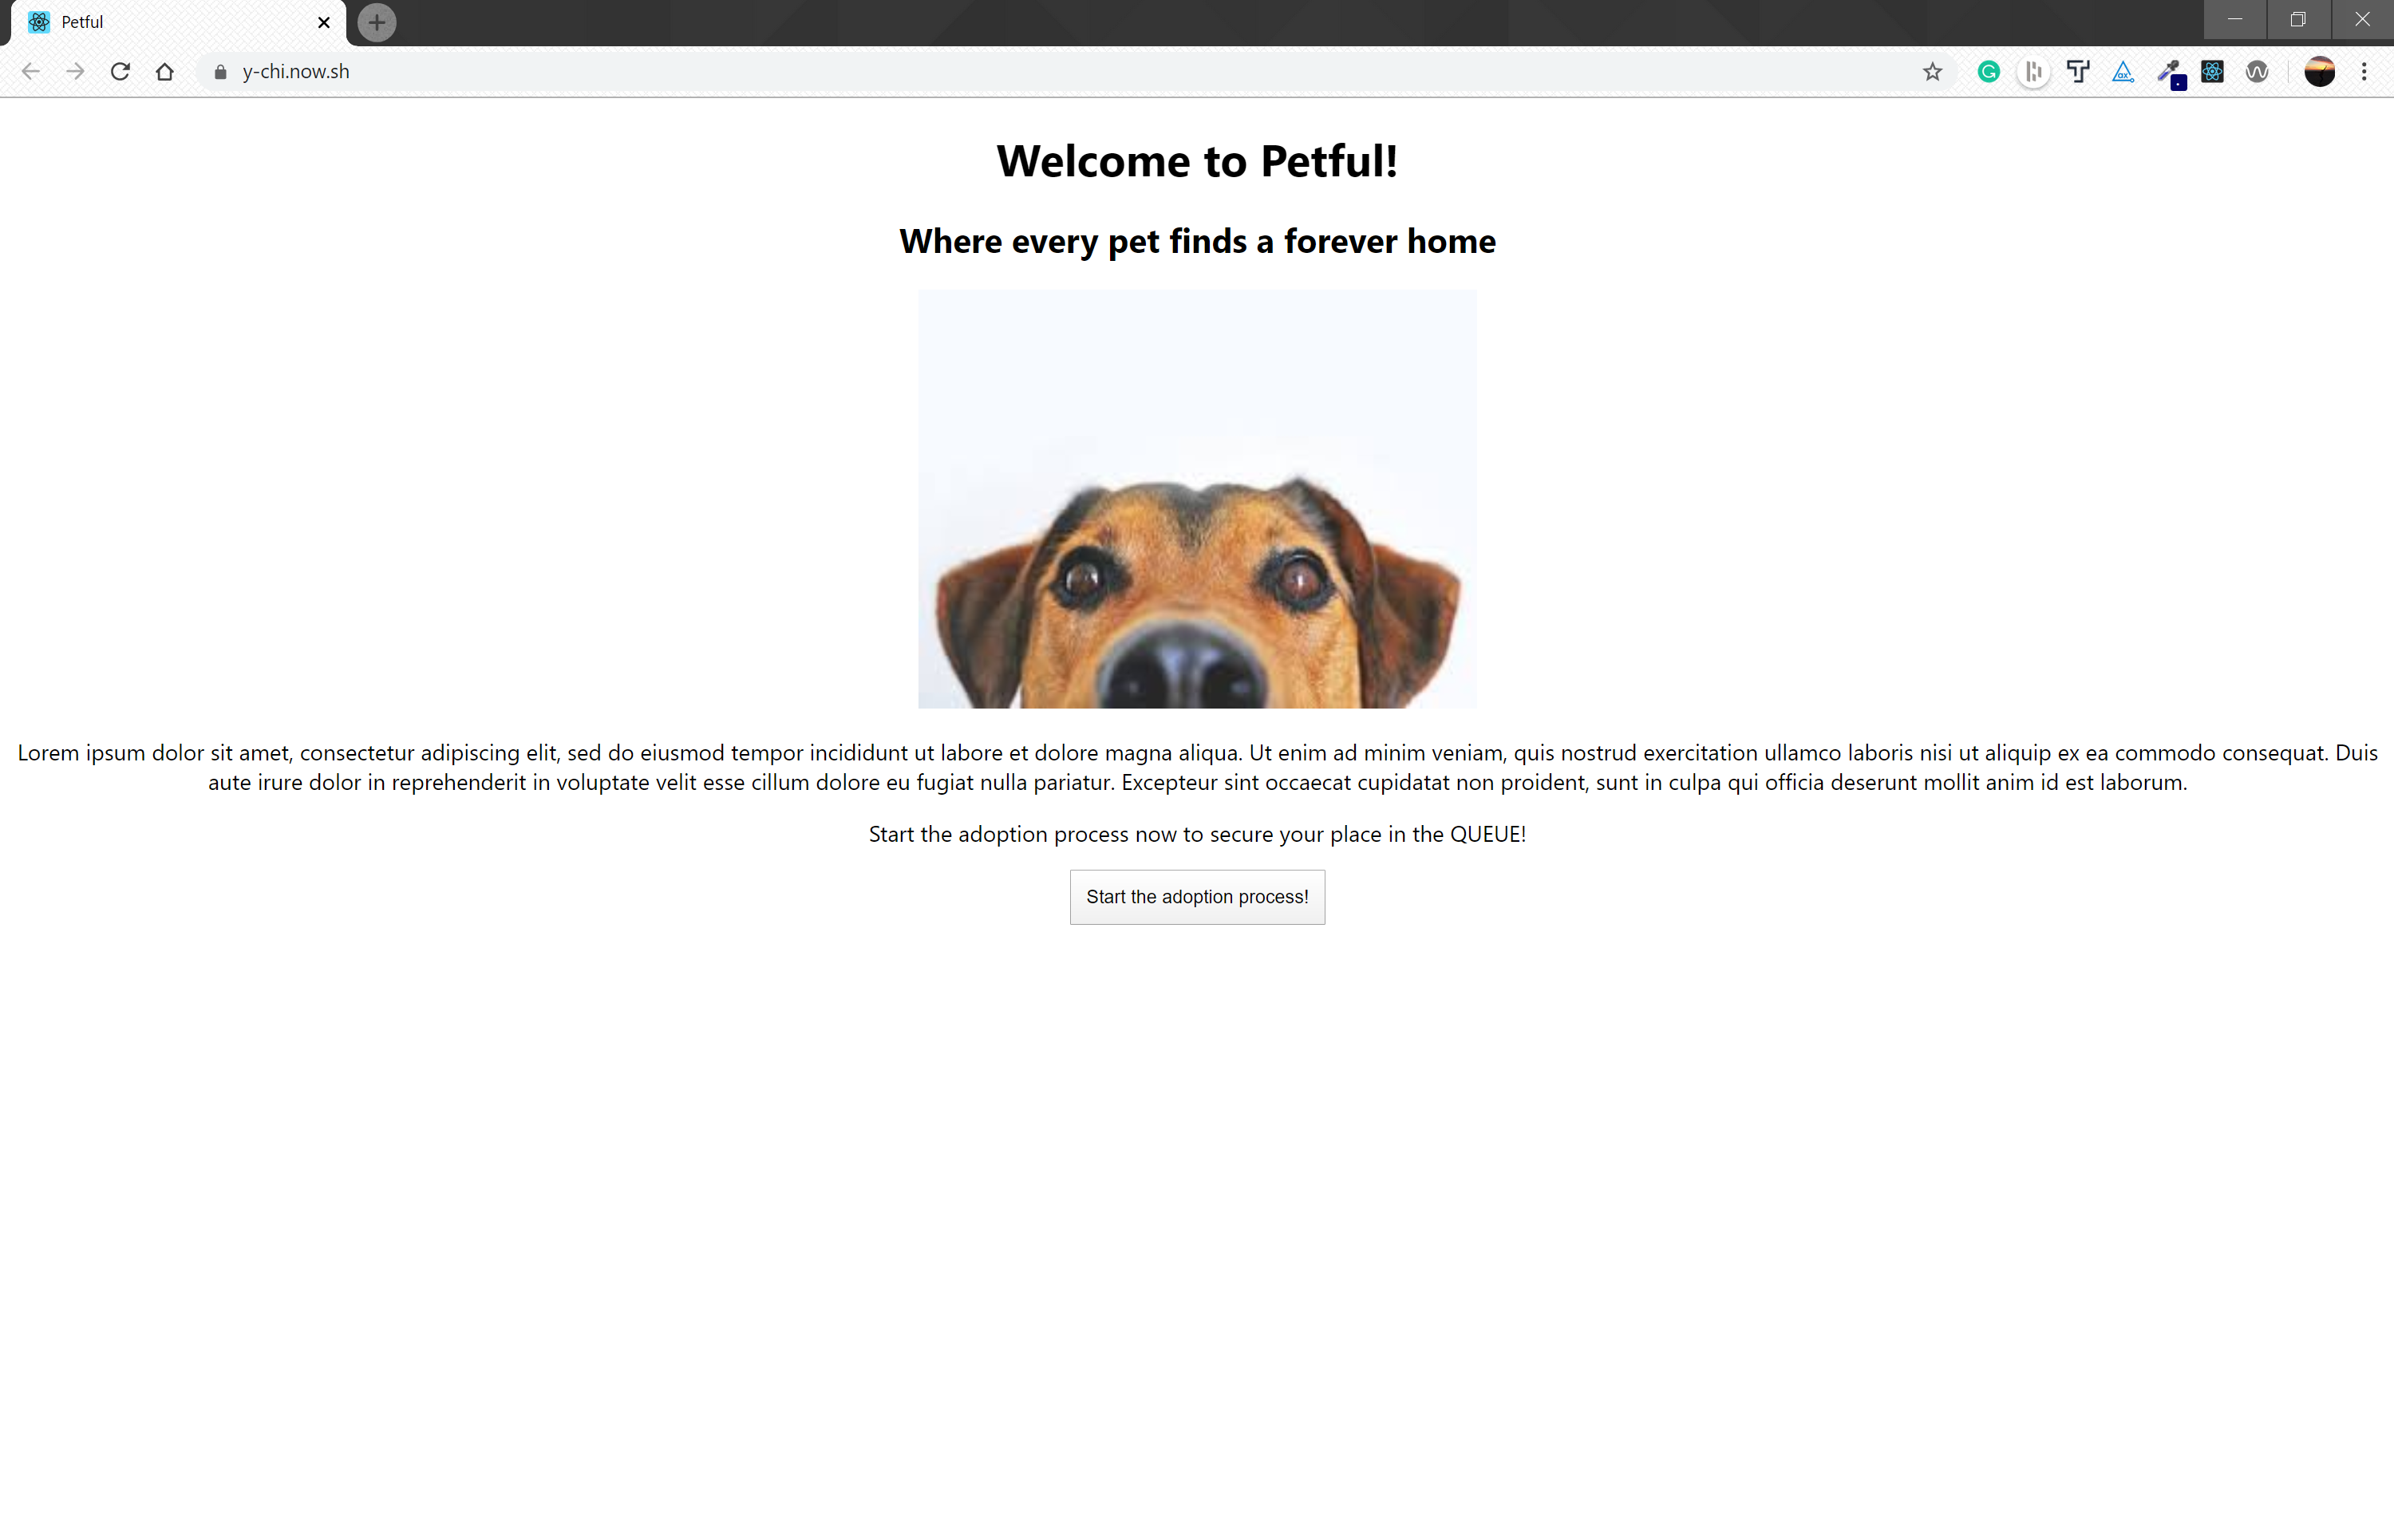 Petful
y-chi.now.sh
Welcome to Petful!
Where every pet finds a forever home
Lorem ipsum dolor sit amet, consectetur adipiscing elit, sed do eiusmod tempor incididunt ut labore et dolore magna aliqua. Ut enim ad minim veniam, quis nostrud exercitation ullamco laboris nisi ut aliquip ex ea commodo consequat. Duis
aute irure dolor in reprehenderit in voluptate velit esse cillum dolore eu fugiat nulla pariatur. Excepteur sint occaecat cupidatat non proident, sunt in culpa qui officia deserunt mollit anim id est laborum.
Start the adoption process now to secure your place in the QUEUE!
Start the adoption process!